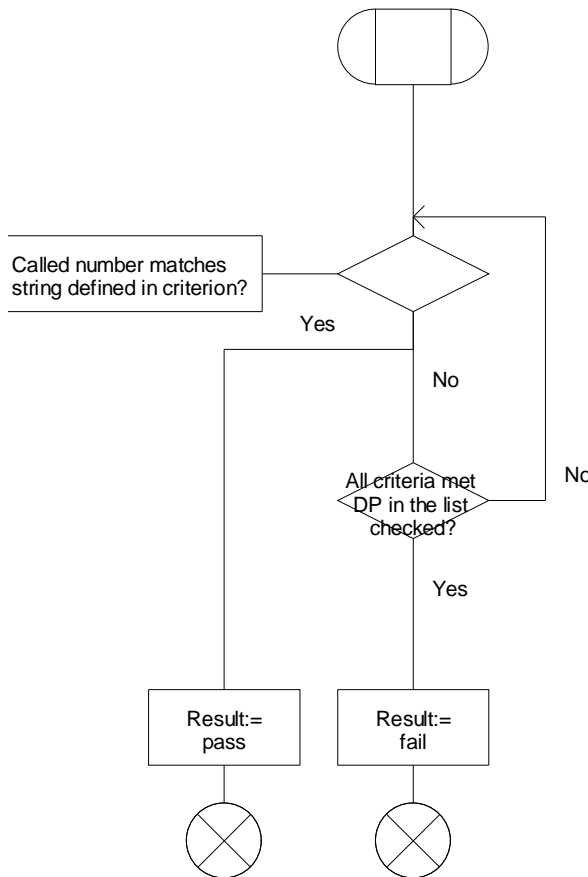 Called number matches
string defined in criterion?
Yes
No
All criteria met
DP in the list
checked?
No
Yes
Result:=
pass
Result:=
fail